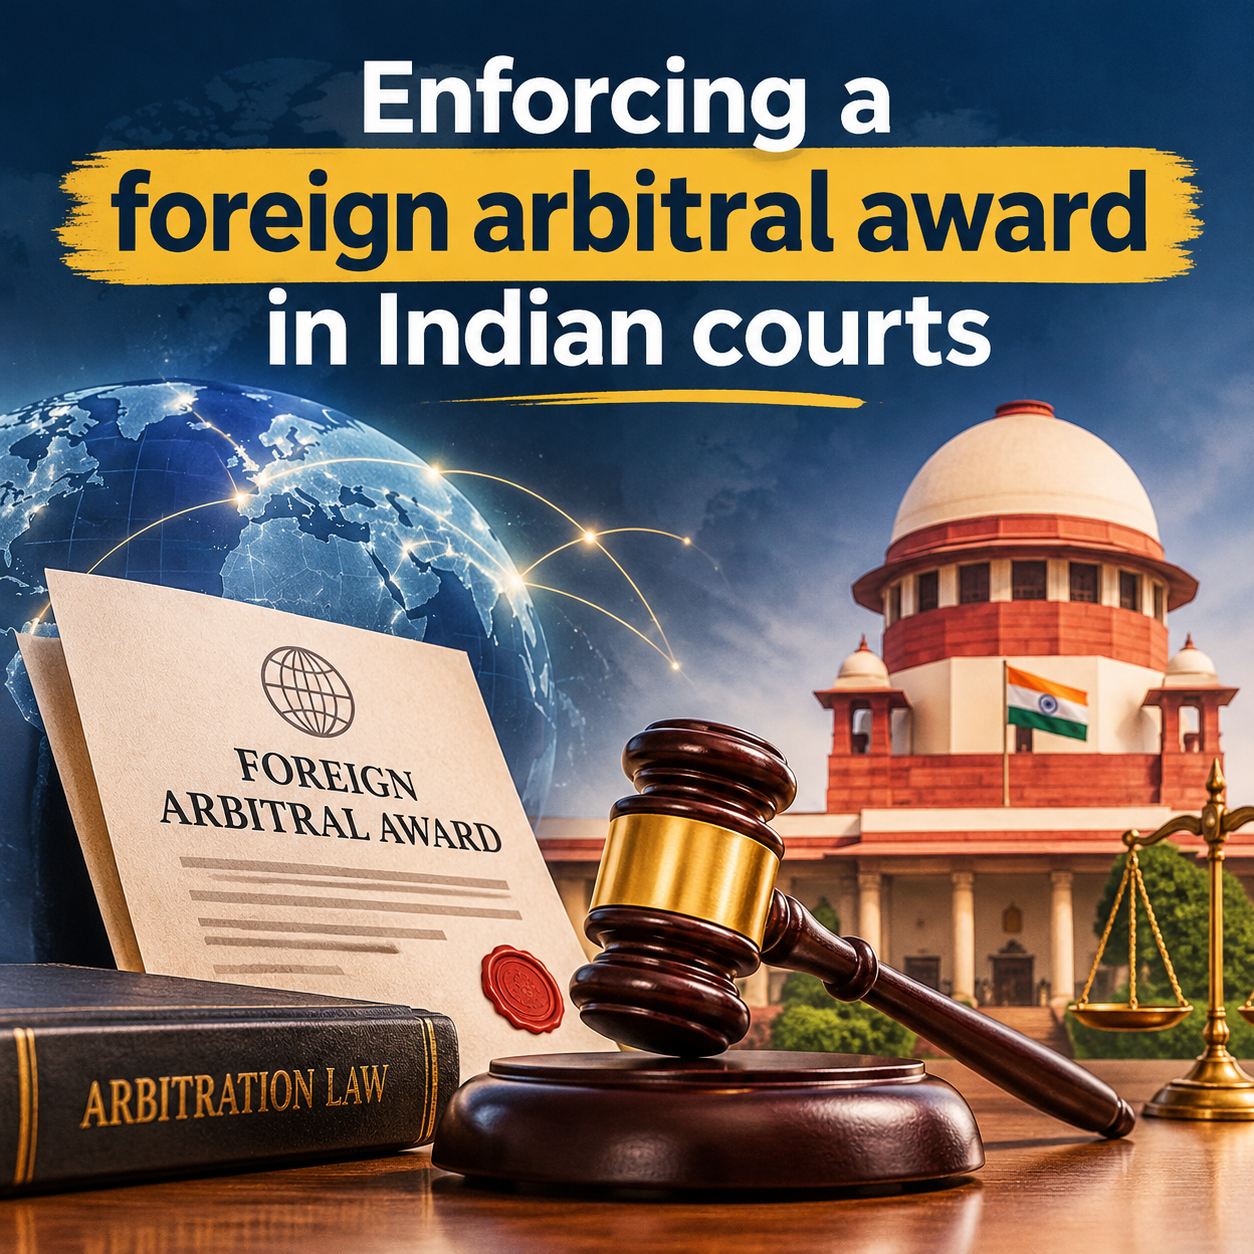 Enforcing a
foreign arbitral award
in Indian courts
FOREIGN
ARBITRAL AWARD
ARBITRATION LAW